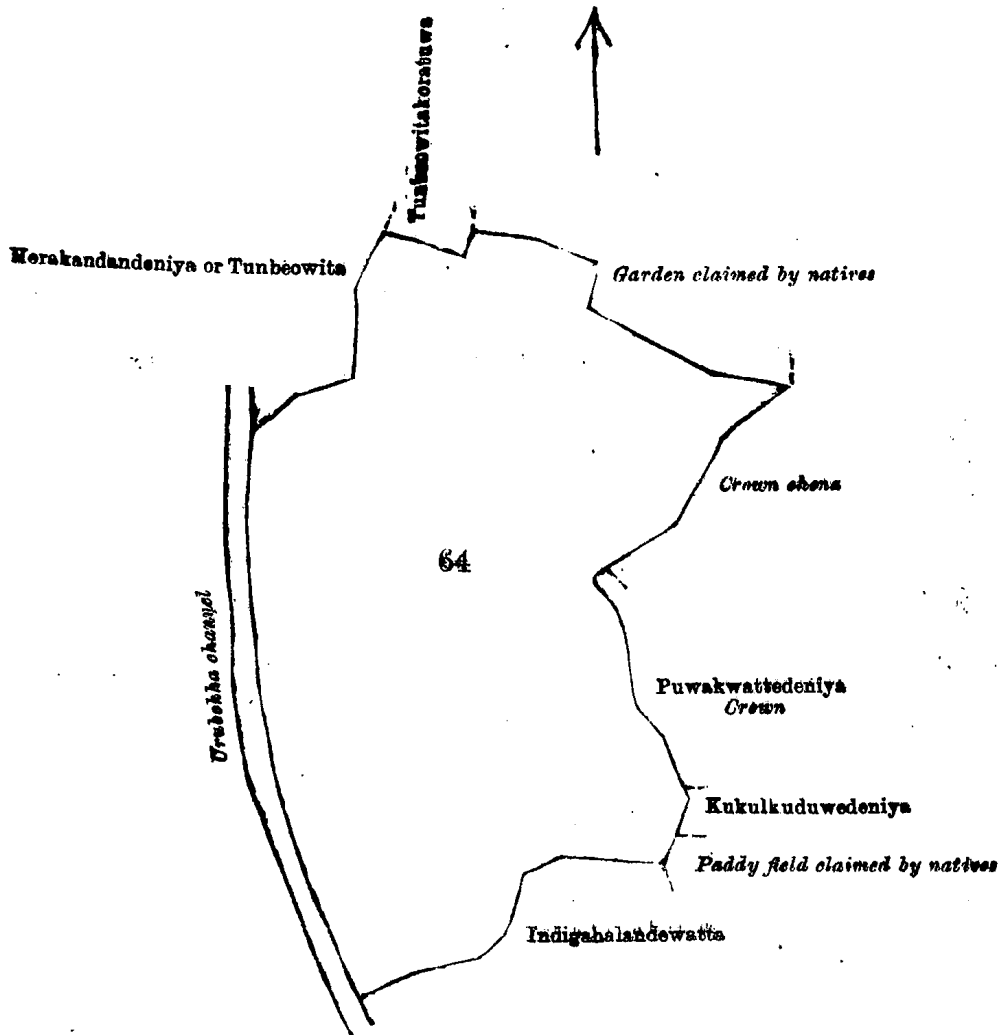 Tunbeowitakoratuwa
Merakandandeniya or Tunbeowita
Garden claimed by natives
Crown chena
64
Urubokka channel
Puwakwattedeniya
Crown
Kukulkuduwedeniya
Paddy field claimed by natives
Indigahalandewatta